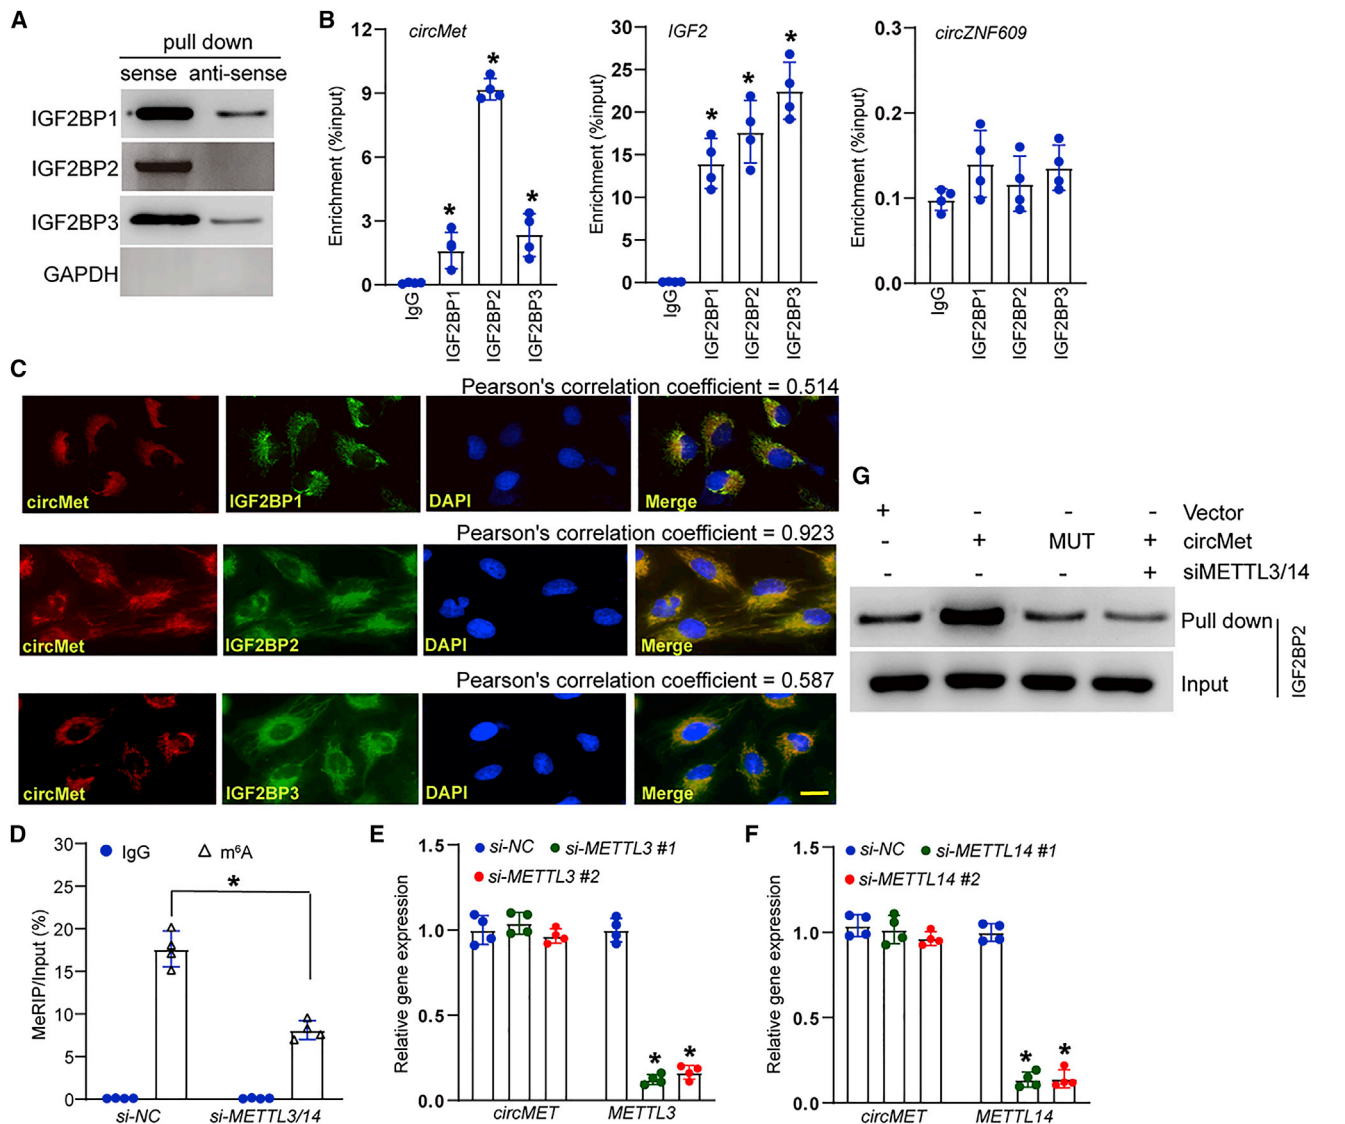 A
pull down
sense anti-sense
IGF2BP1
IGF2BP2
IGF2BP3
GAPDH
B
circMet
Enrichment (%input)
12
9
6
3
0
*
*
*
IgG
IGF2BP1
IGF2BP2
IGF2BP3
IGF2
Enrichment (%input)
30
25
20
15
10
5
0
*
*
*
IgG
IGF2BP1
IGF2BP2
IGF2BP3
circZNF609
Enrichment (%input)
0.3
0.2
0.1
0.0
IgG
IGF2BP1
IGF2BP2
IGF2BP3
C
Pearson's correlation coefficient = 0.514
circMet IGF2BP1 DAPI Merge
Pearson's correlation coefficient = 0.923
circMet IGF2BP2 DAPI Merge
Pearson's correlation coefficient = 0.587
circMet IGF2BP3 DAPI Merge
G
+ - - - Vector
- + MUT + circMet
- - - + siMETTL3/14
Pull down
Input
IGF2BP2
D
IgG m⁶A
MeRIP/Input (%)
30
25
20
15
10
5
0
*
si-NC si-METTL3/14
E
si-NC si-METTL3 #1
si-METTL3 #2
Relative gene expression
1.5
1.0
0.5
0.0
* *
circMET METTL3
F
si-NC si-METTL14 #1
si-METTL14 #2
Relative gene expression
1.5
1.0
0.5
0.0
* *
circMET METTL14